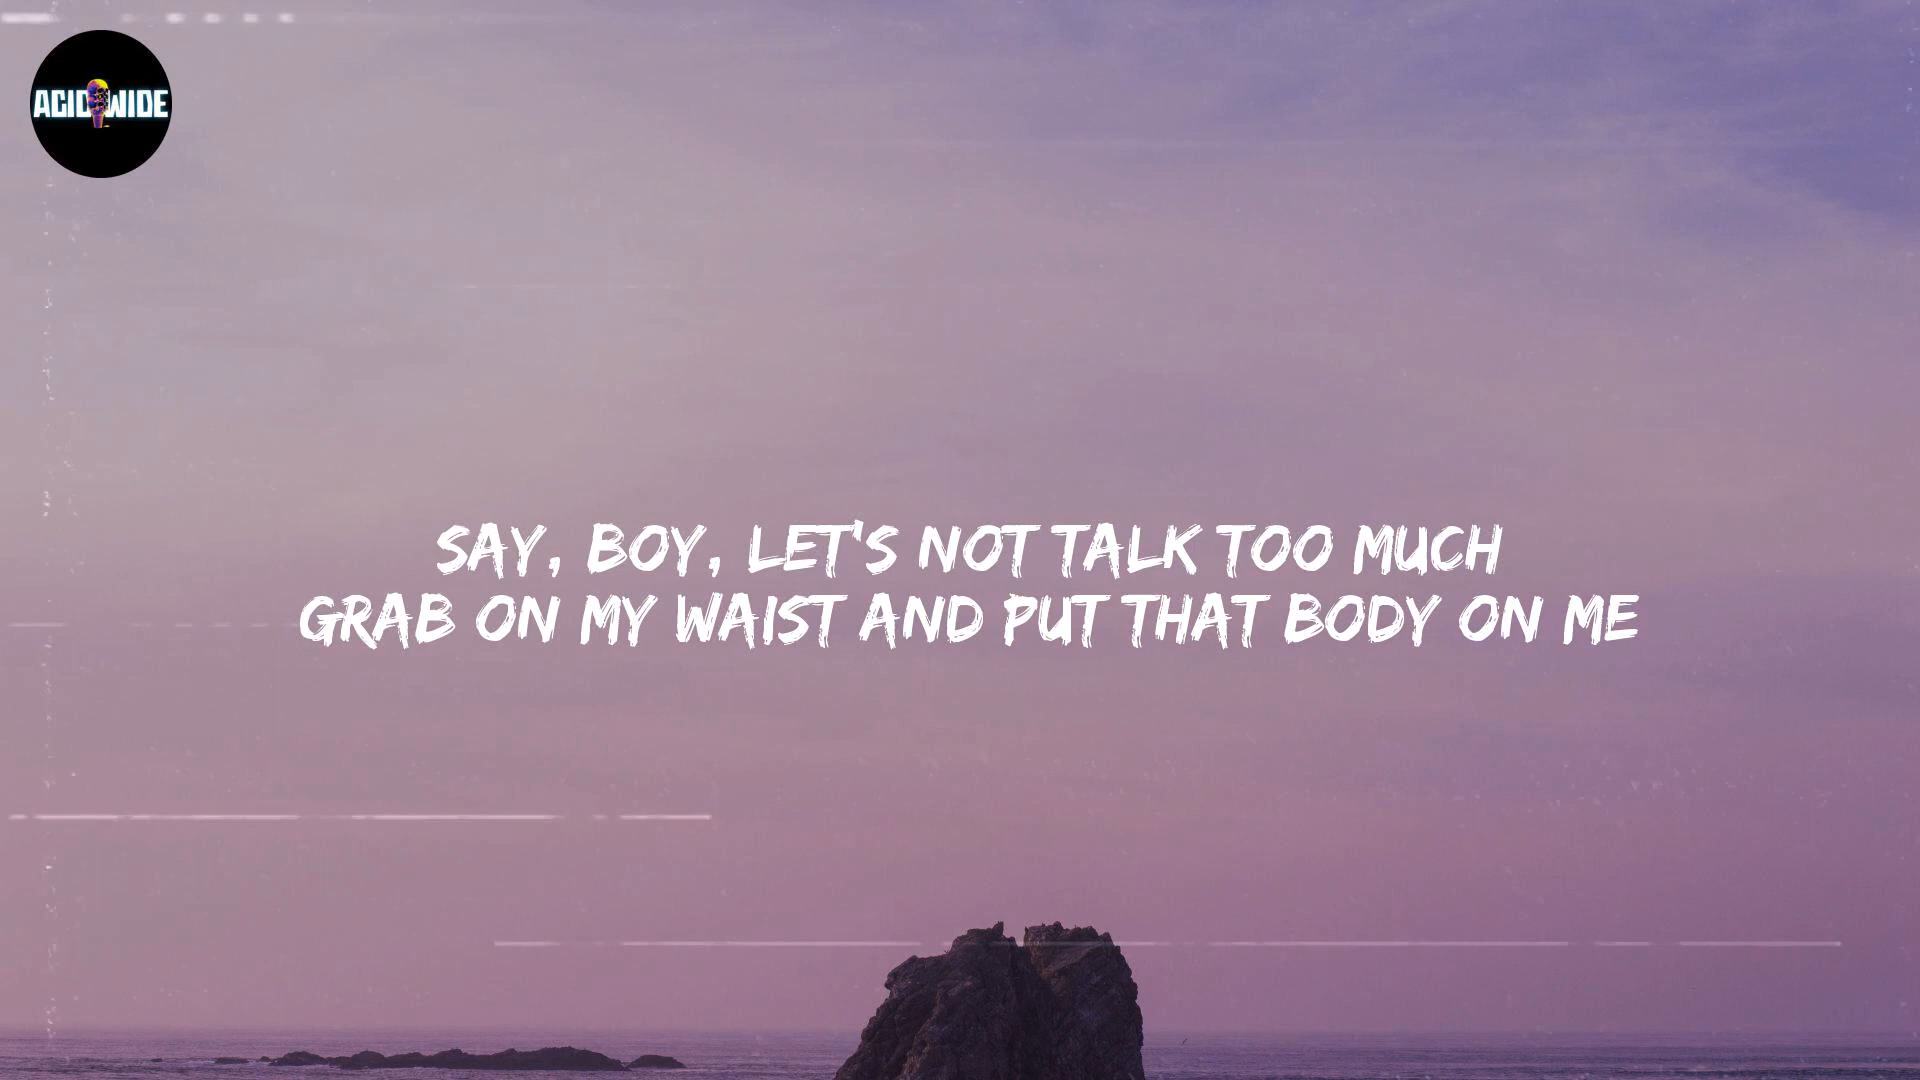 ACID WIDE
SAY, BOY, LET'S NOT TALK TOO MUCH
GRAB ON MY WAIST AND PUT THAT BODY ON ME